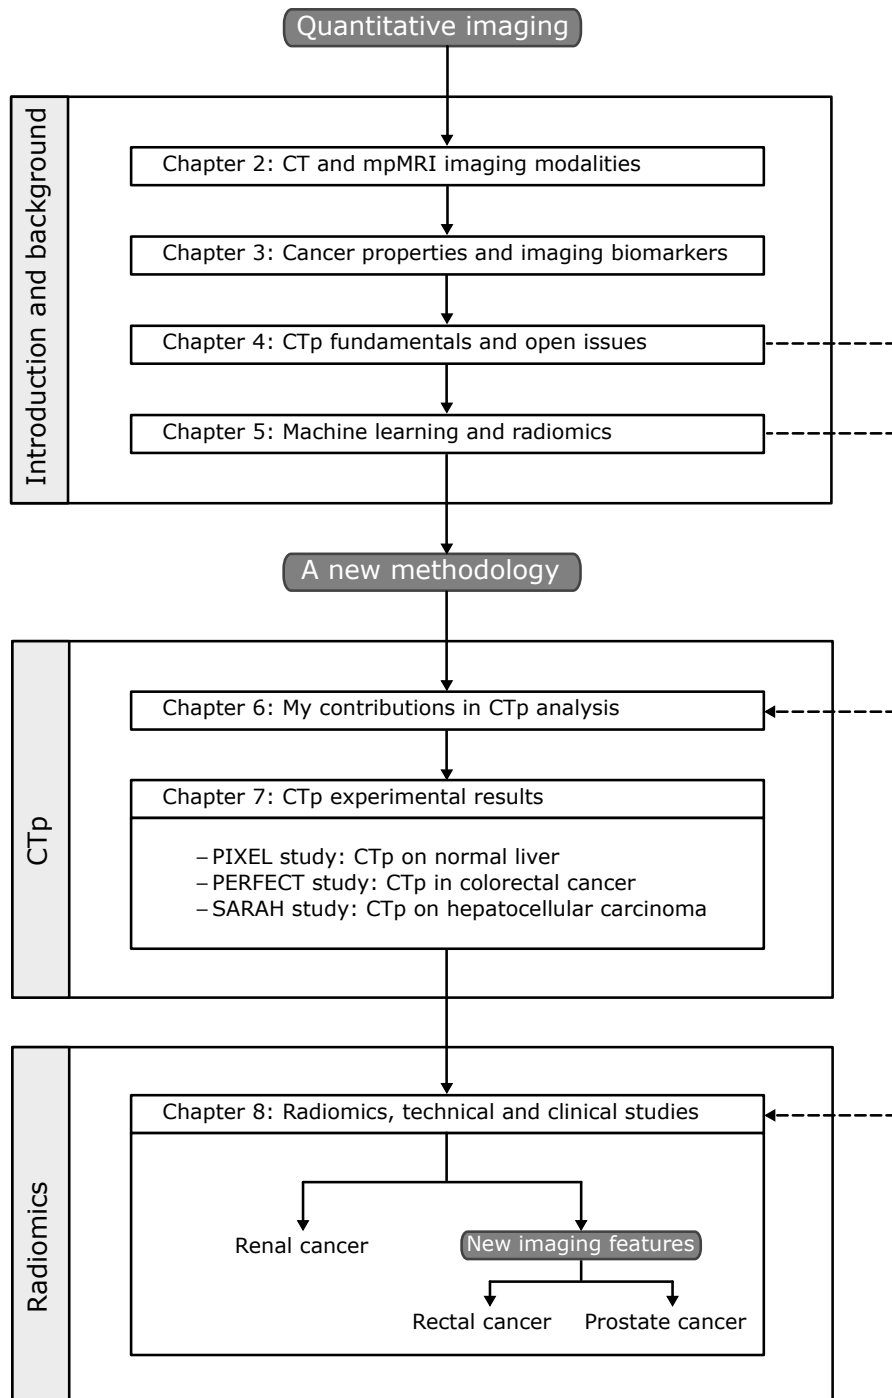 Quantitative imaging
Introduction and background
Chapter 2: CT and mpMRI imaging modalities
Chapter 3: Cancer properties and imaging biomarkers
Chapter 4: CTp fundamentals and open issues
Chapter 5: Machine learning and radiomics
A new methodology
CTp
Chapter 6: My contributions in CTp analysis
Chapter 7: CTp experimental results
– PIXEL study: CTp on normal liver
– PERFECT study: CTp in colorectal cancer
– SARAH study: CTp on hepatocellular carcinoma
Radiomics
Chapter 8: Radiomics, technical and clinical studies
Renal cancer
New imaging features
Rectal cancer
Prostate cancer